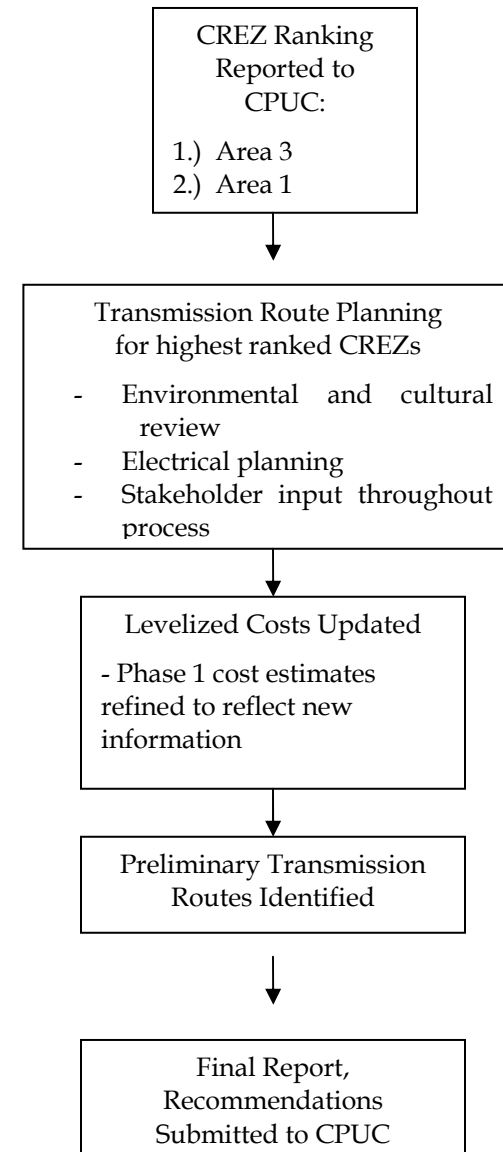 CREZ Ranking
Reported to
CPUC:
1.) Area 3
2.) Area 1
Transmission Route Planning
for highest ranked CREZs
- Environmental and cultural
review
- Electrical planning
- Stakeholder input throughout
process
Levelized Costs Updated
- Phase 1 cost estimates
refined to reflect new
information
Preliminary Transmission
Routes Identified
Final Report,
Recommendations
Submitted to CPUC